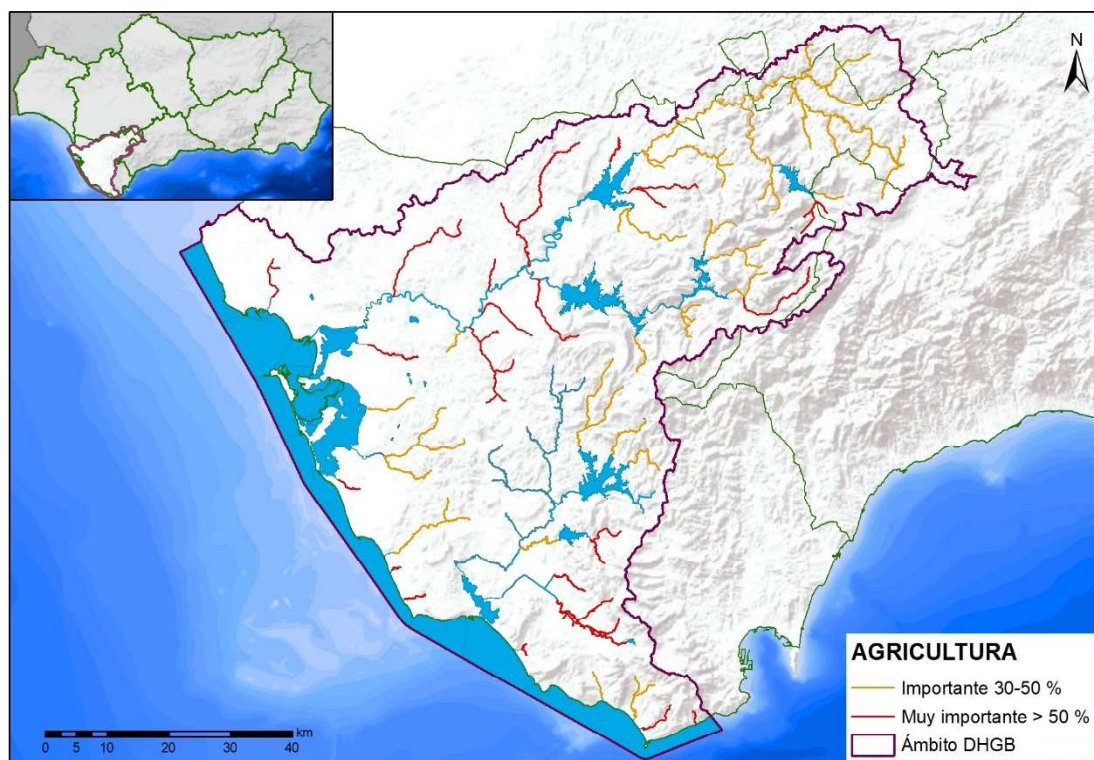 N
AGRICULTURA
Importante 30-50 %
Muy importante > 50 %
Ámbito DHGB
0 5 10 20 30 40 km